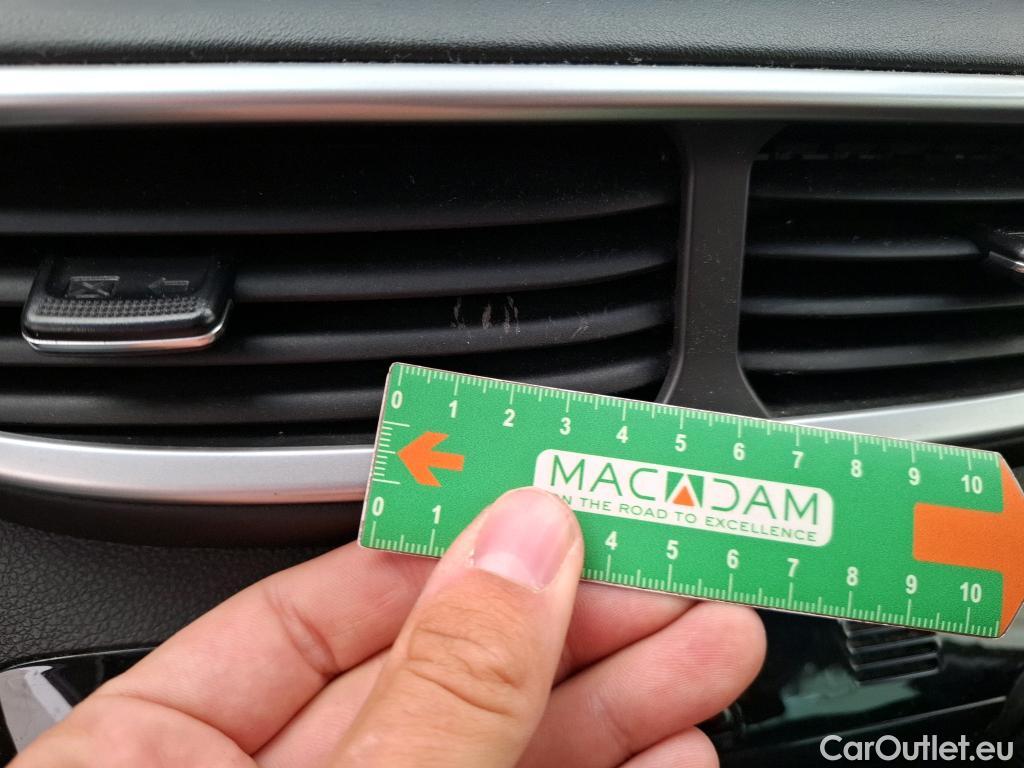 0 1 2 3 4 5 6 7 8 9 10
MACADAM
ON THE ROAD TO EXCELLENCE
0 1 4 5 6 7 8 9 10
CarOutlet.eu